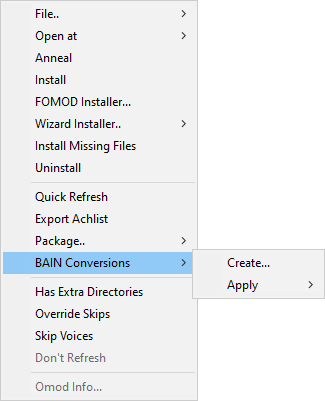 File..
Open at
Anneal
Install
FOMOD Installer...
Wizard Installer..
Install Missing Files
Uninstall
Quick Refresh
Export Achlist
Package..
BAIN Conversions
Create...
Apply
Has Extra Directories
Override Skips
Skip Voices
Don't Refresh
Omod Info...